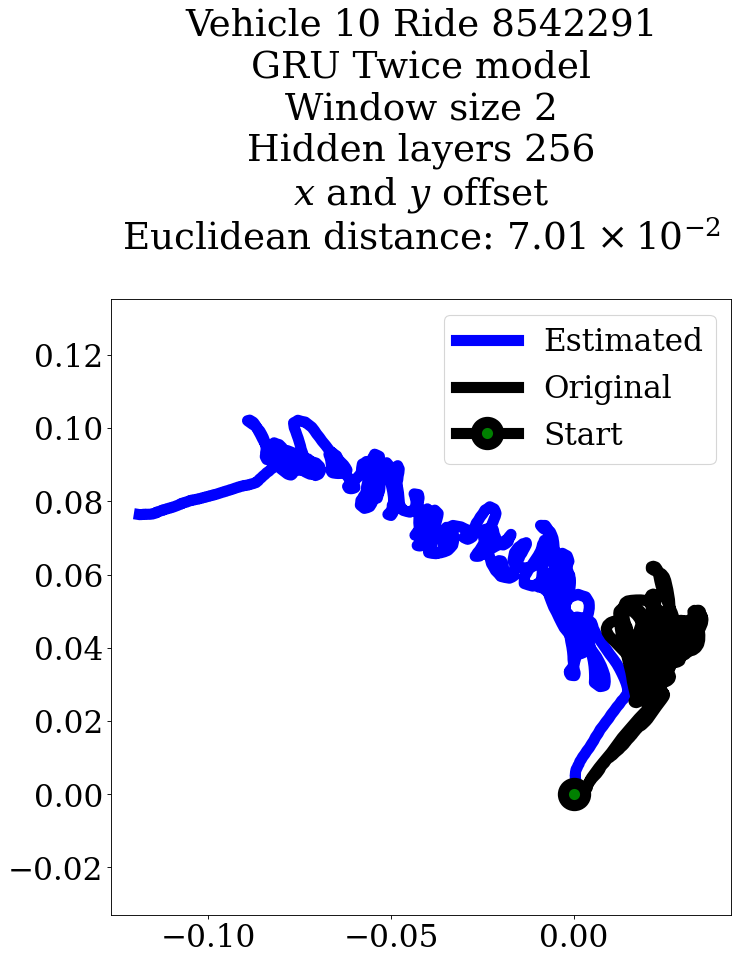 Vehicle 10 Ride 8542291
GRU Twice model
Window size 2
Hidden layers 256
x and y offset
Euclidean distance: 7.01 × 10⁻²
Estimated
Original
Start
0.12
0.10
0.08
0.06
0.04
0.02
0.00
−0.02
−0.10
−0.05
0.00